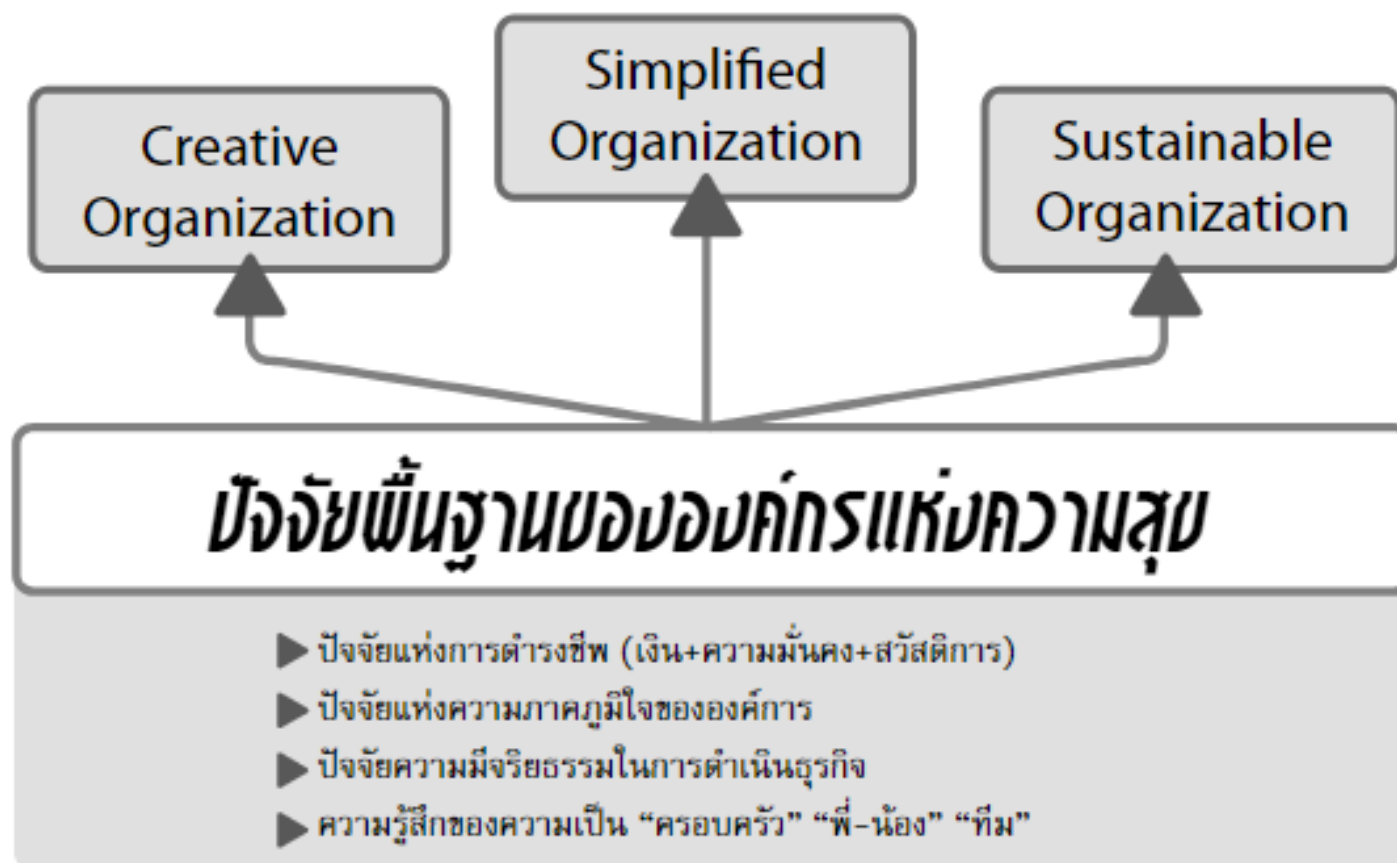 Creative
Organization
Simplified
Organization
Sustainable
Organization
ปัจจัยพื้นฐานขององค์กรแห่งความสุข
ปัจจัยแห่งการดำรงชีพ (เงิน+ความมั่นคง+สวัสดิการ)
ปัจจัยแห่งความภาคภูมิใจขององค์การ
ปัจจัยความมีจริยธรรมในการดำเนินธุรกิจ
ความรู้สึกของความเป็น “ครอบครัว” “พี่-น้อง” “ทีม”